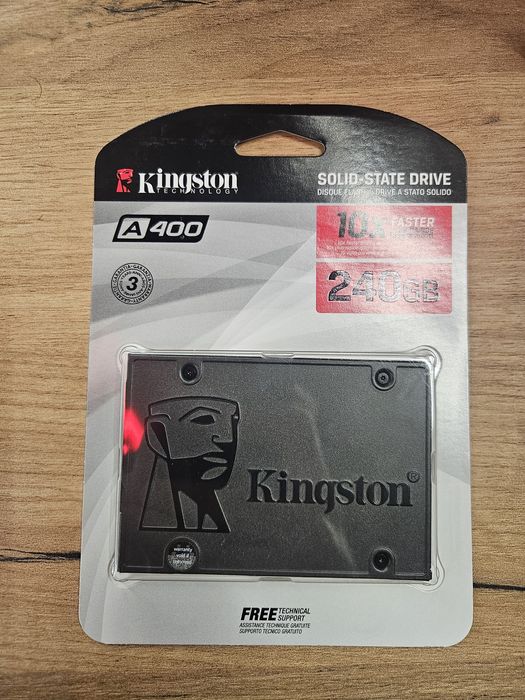 Kingston
TECHNOLOGY
SOLID-STATE DRIVE
DISQUE FLASH DRIVE A STATO SOLIDO
A400
10x FASTER
240GB
3
Kingston®
warranty
void if
removed
FREE TECHNICAL SUPPORT
ASSISTANCE TECHNIQUE GRATUITE
SUPPORTO TECNICO GRATUITO